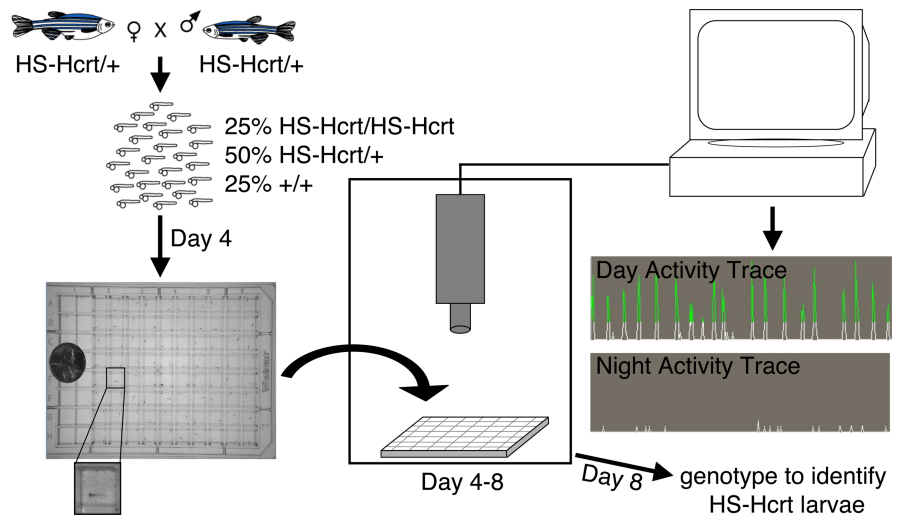 ♀ X ♂
HS-Hcrt/+ HS-Hcrt/+
25% HS-Hcrt/HS-Hcrt
50% HS-Hcrt/+
25% +/+
Day 4
Day 4-8
Day Activity Trace
Night Activity Trace
Day 8
genotype to identify
HS-Hcrt larvae